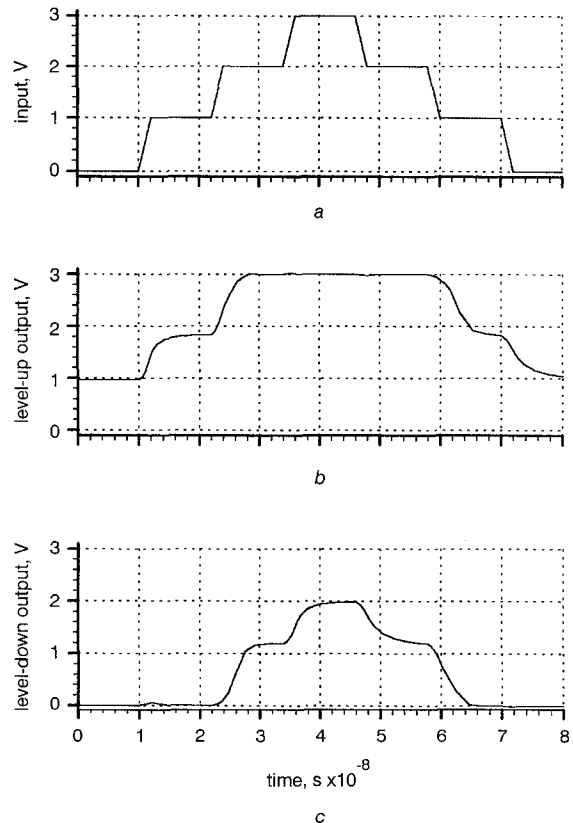 input, V
3
2
1
0
a
level-up output, V
3
2
1
0
b
level-down output, V
3
2
1
0
0 1 2 3 4 5 6 7 8
time, s x10^-8
c